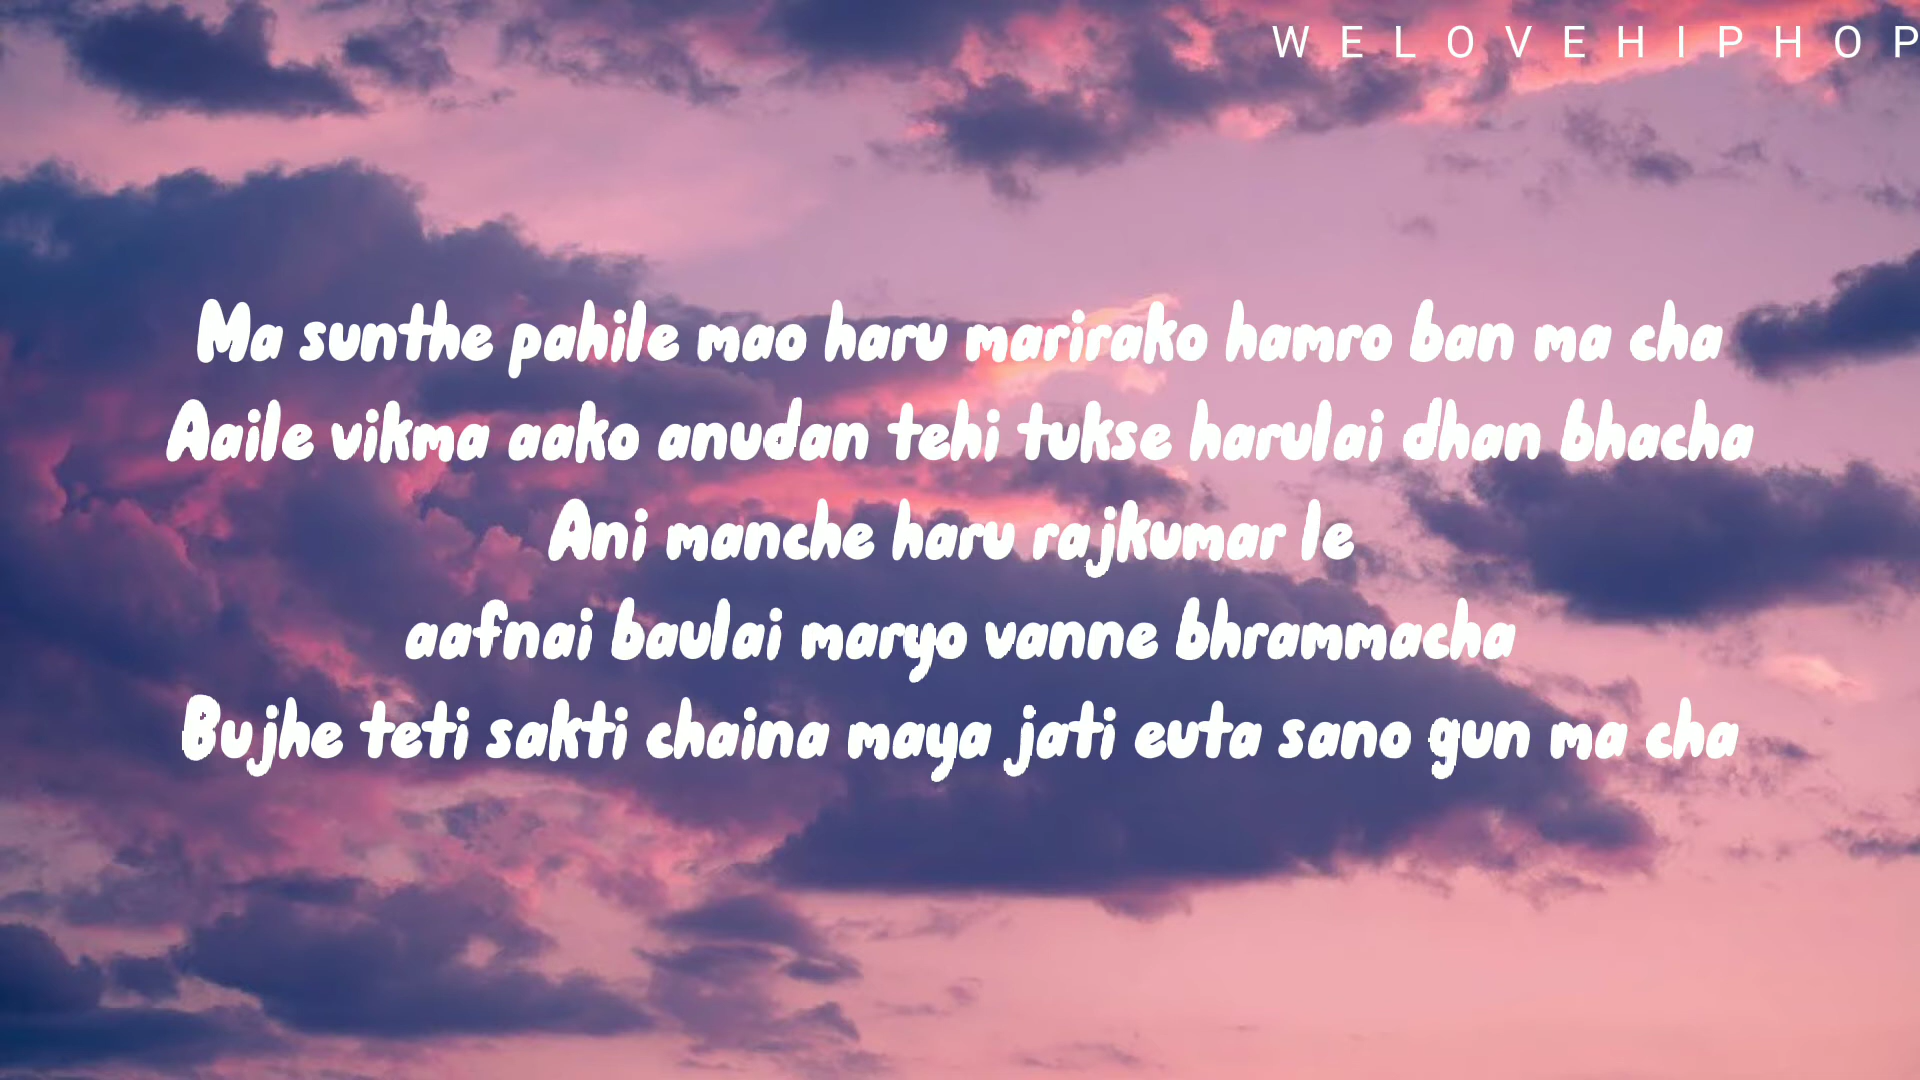 WELOVEHIPHOP
Ma sunthe pahile mao haru marirako hamro ban ma cha
Aaile vikma aako anudan tehi tukse harulai dhan bhacha
Ani manche haru rajkumar le
aafnai baulai maryo vanne bhrammacha
Bujhe teti sakti chaina maya jati euta sano gun ma cha